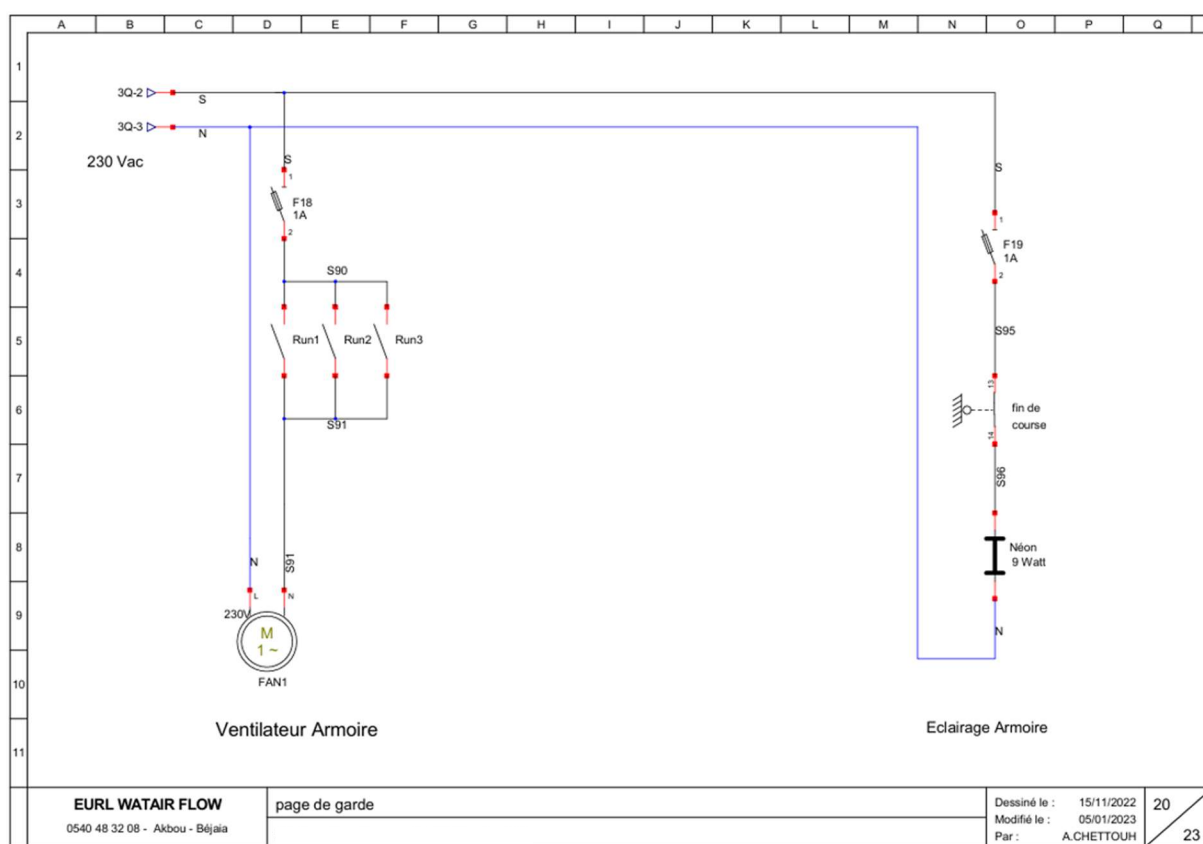 A B C D E F G H I J K L M N O P Q
1
2
3
4
5
6
7
8
9
10
11
3Q-2
S
3Q-3
N
230 Vac
S
1
F18
1A
2
S90
Run1
Run2
Run3
S91
N
S91
L
N
230V
M
1 ~
FAN1
Ventilateur Armoire
S
1
F19
1A
2
S95
13
fin de
course
14
S96
Néon
9 Watt
N
Eclairage Armoire
EURL WATAIR FLOW
0540 48 32 08 - Akbou - Béjaia
page de garde
Dessiné le : 15/11/2022
Modifié le : 05/01/2023
Par : A.CHETTOUH
20
23